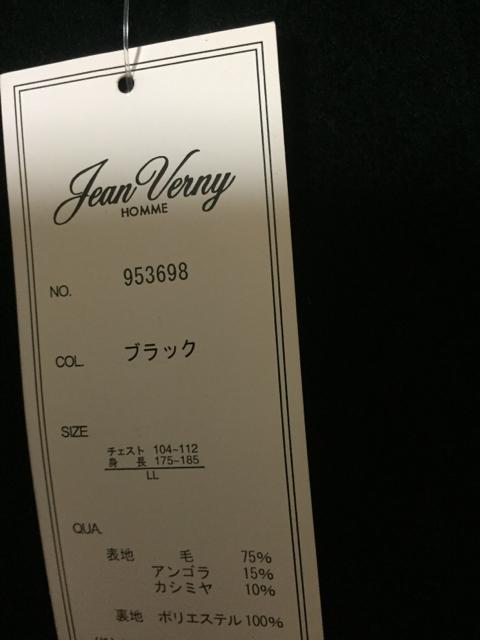 Jean Verny
HOMME
NO. 953698
COL. ブラック
SIZE
チェスト 104~112
身長 175~185
LL
QUA.
表地 毛 75%
アンゴラ 15%
カシミヤ 10%
裏地 ポリエステル 100%